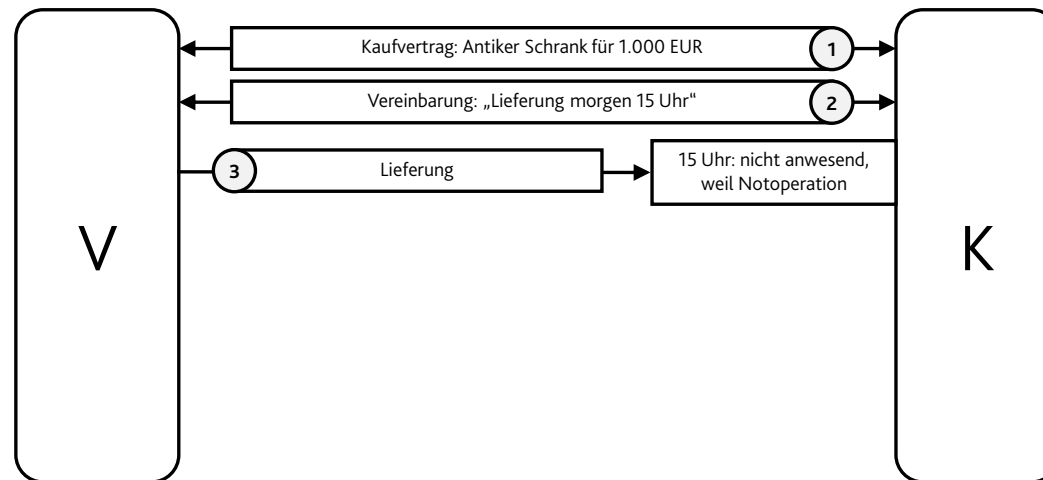 Kaufvertrag: Antiker Schrank für 1.000 EUR
1
Vereinbarung: „Lieferung morgen 15 Uhr“
2
3
Lieferung
15 Uhr: nicht anwesend,
weil Notoperation
V
K